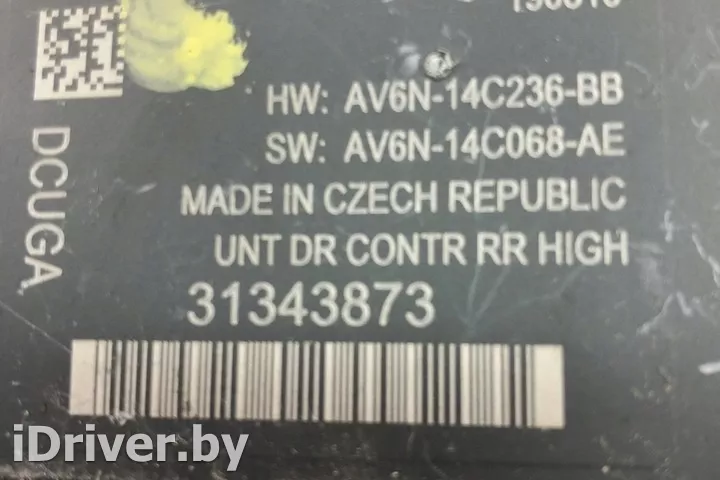 HW: AV6N-14C236-BB
SW: AV6N-14C068-AE
MADE IN CZECH REPUBLIC
UNT DR CONTR RR HIGH
31343873
DCUGA
iDriver.by